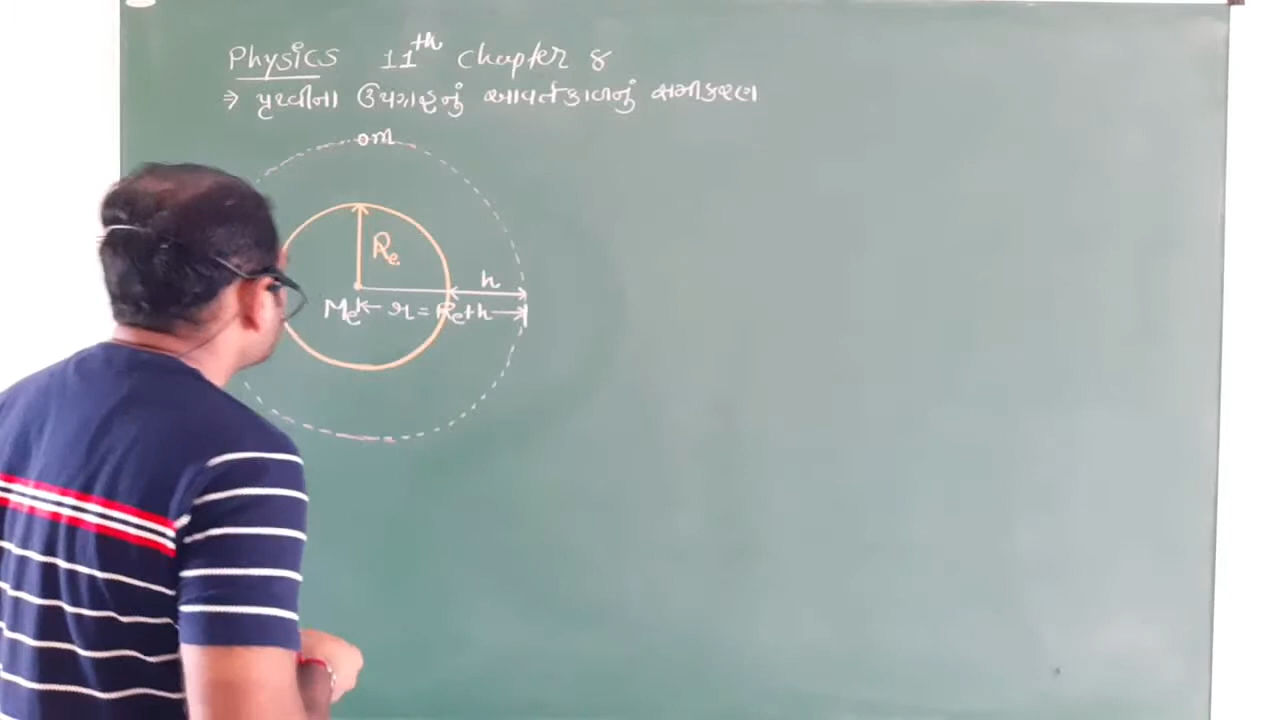 Physics 11th Chapter 8
⇒ પૃથ્વીના ઉપગ્રહનું આવર્તકાળનું સમીકરણ
m
Re
h
Me ← r = Re+h →